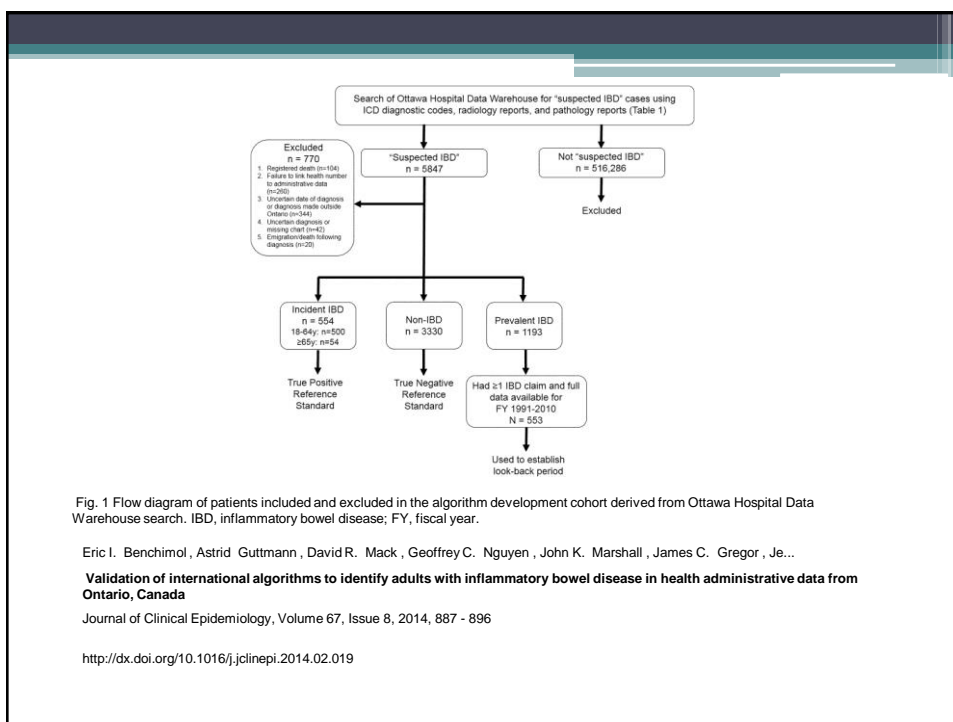 Search of Ottawa Hospital Data Warehouse for "suspected IBD" cases using
ICD diagnostic codes, radiology reports, and pathology reports (Table 1)
Excluded
n = 770
1. Registered death (n=104)
2. Failure to link health number
to administrative data
(n=260)
3. Uncertain date of diagnosis
or diagnosis made outside
Ontario (n=344)
4. Uncertain diagnosis or
missing chart (n=42)
5. Emigration/death following
diagnosis (n=20)
"Suspected IBD"
n = 5847
Not "suspected IBD"
n = 516,286
Excluded
Incident IBD
n = 554
18-64y: n=500
≥65y: n=54
Non-IBD
n = 3330
Prevalent IBD
n = 1193
True Positive
Reference
Standard
True Negative
Reference
Standard
Had ≥1 IBD claim and full
data available for
FY 1991-2010
N = 553
Used to establish
look-back period
Fig. 1 Flow diagram of patients included and excluded in the algorithm development cohort derived from Ottawa Hospital Data
Warehouse search. IBD, inflammatory bowel disease; FY, fiscal year.
Eric I. Benchimol , Astrid Guttmann , David R. Mack , Geoffrey C. Nguyen , John K. Marshall , James C. Gregor , Je...
Validation of international algorithms to identify adults with inflammatory bowel disease in health administrative data from
Ontario, Canada
Journal of Clinical Epidemiology, Volume 67, Issue 8, 2014, 887 - 896
http://dx.doi.org/10.1016/j.jclinepi.2014.02.019